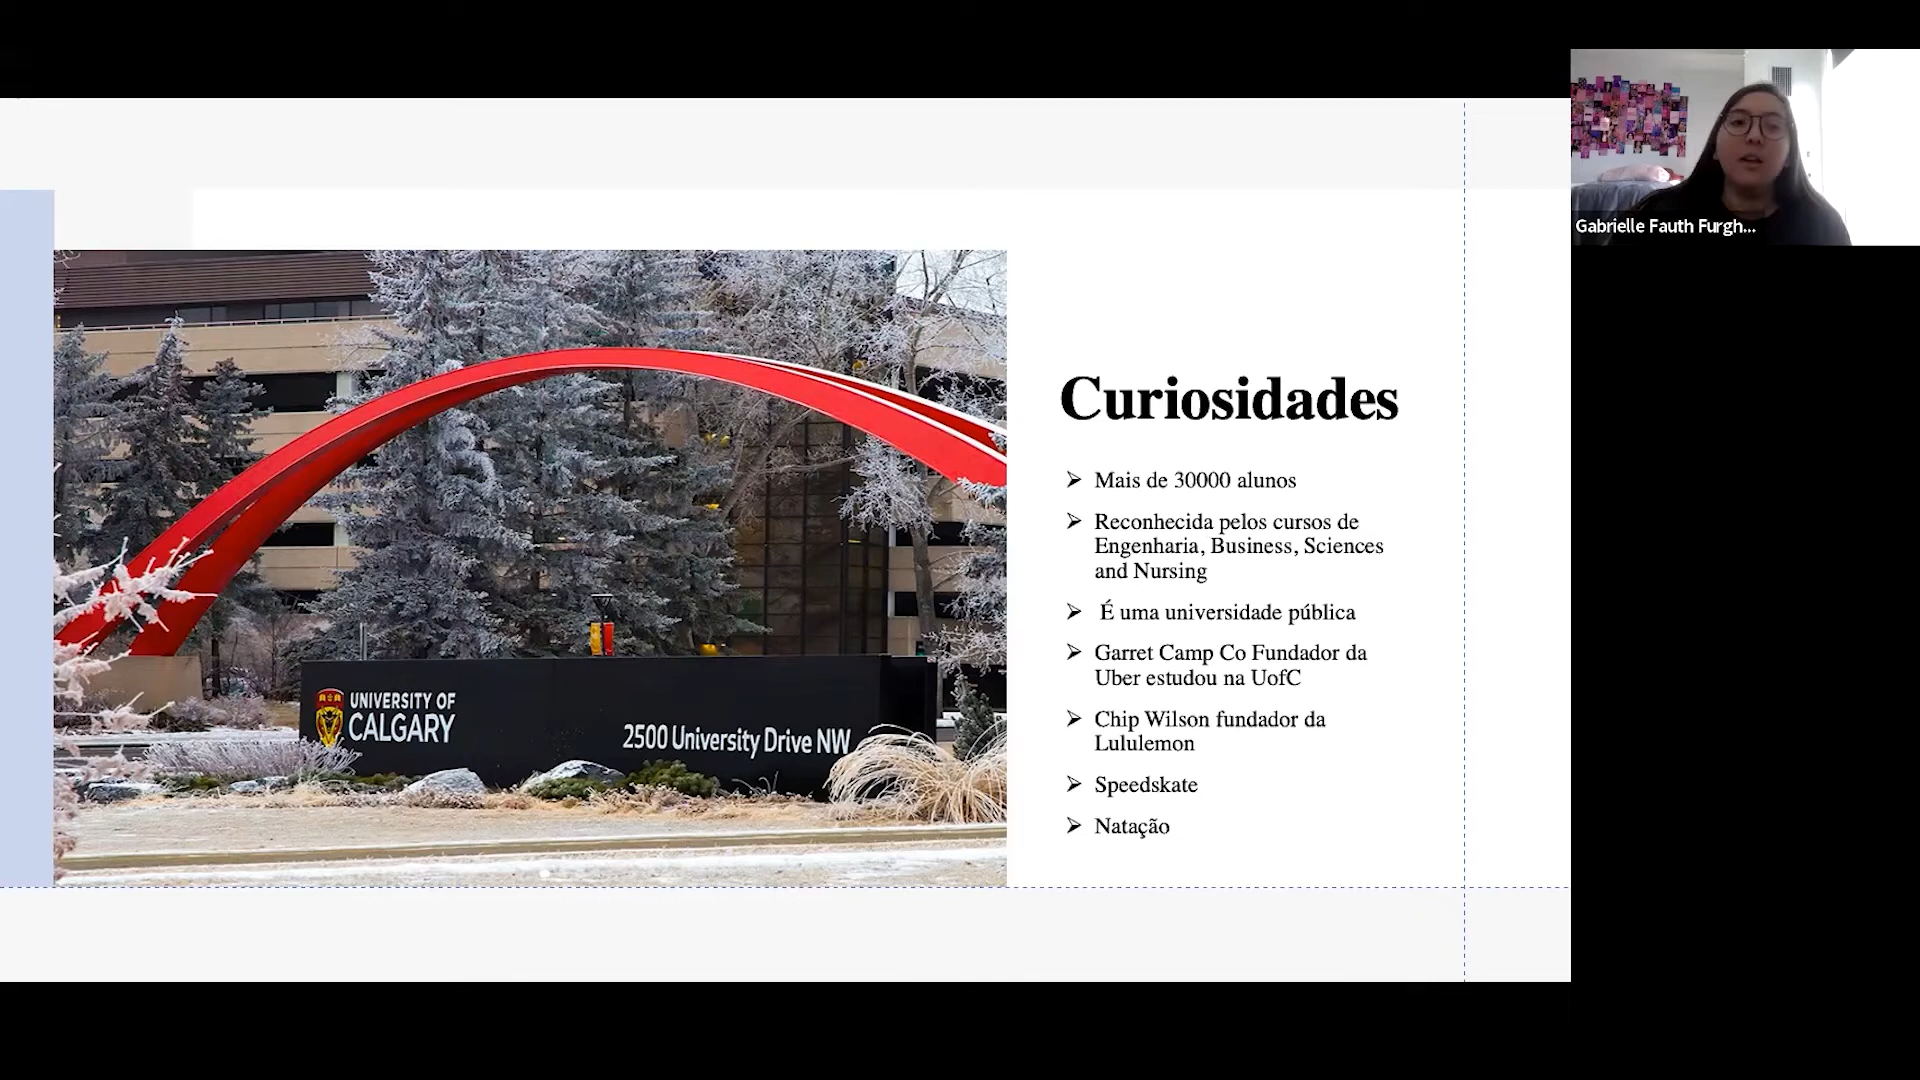 Gabrielle Fauth Furgh...
UNIVERSITY OF
CALGARY
2500 University Drive NW
Curiosidades
Mais de 30000 alunos
Reconhecida pelos cursos de
Engenharia, Business, Sciences
and Nursing
É uma universidade pública
Garret Camp Co Fundador da
Uber estudou na UofC
Chip Wilson fundador da
Lululemon
Speedskate
Natação